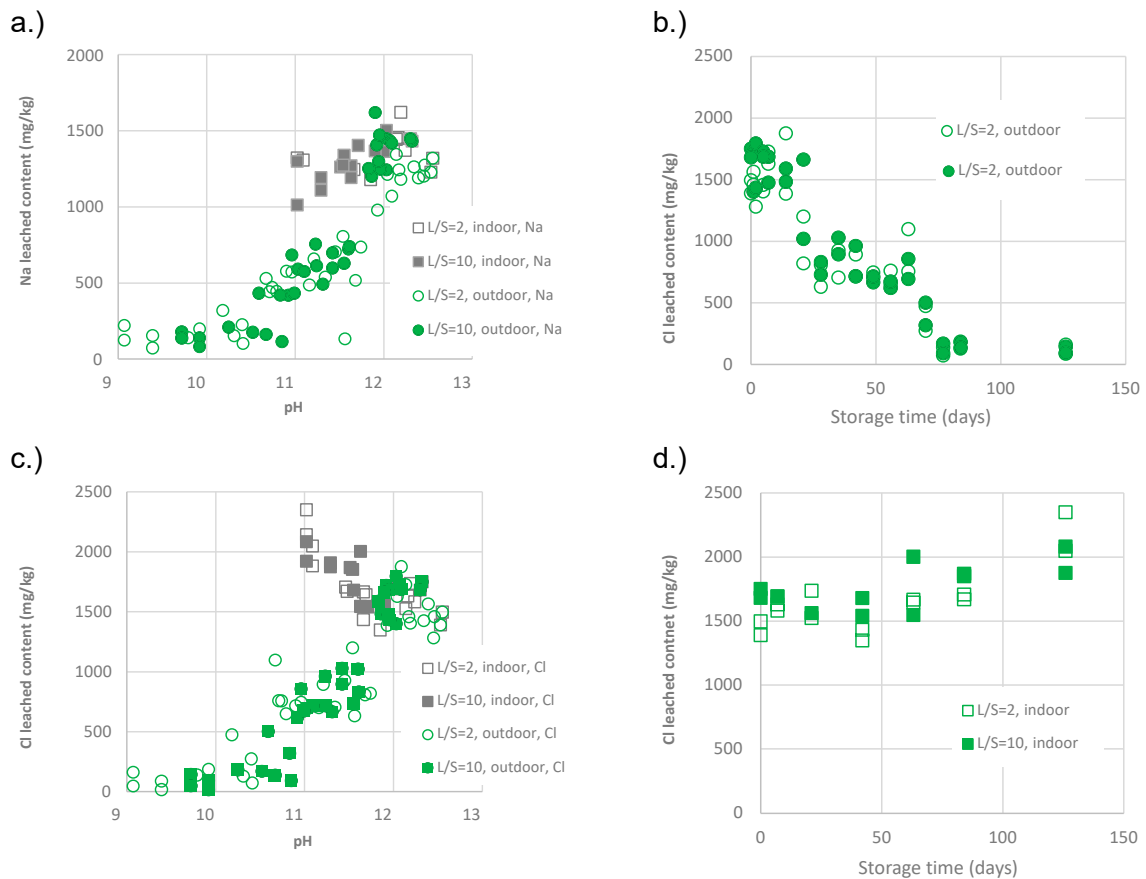 a.)
Na leached content (mg/kg)
2000
1500
1000
500
0
9 10 11 12 13
pH
L/S=2, indoor, Na
L/S=10, indoor, Na
L/S=2, outdoor, Na
L/S=10, outdoor, Na
b.)
Cl leached content (mg/kg)
2500
2000
1500
1000
500
0
0 50 100 150
Storage time (days)
L/S=2, outdoor
L/S=2, outdoor
c.)
Cl leached content (mg/kg)
2500
2000
1500
1000
500
0
9 10 11 12 13
pH
L/S=2, indoor, Cl
L/S=10, indoor, Cl
L/S=2, outdoor, Cl
L/S=10, outdoor, Cl
d.)
Cl leached contnet (mg/kg)
2500
2000
1500
1000
500
0
0 50 100 150
Storage time (days)
L/S=2, indoor
L/S=10, indoor